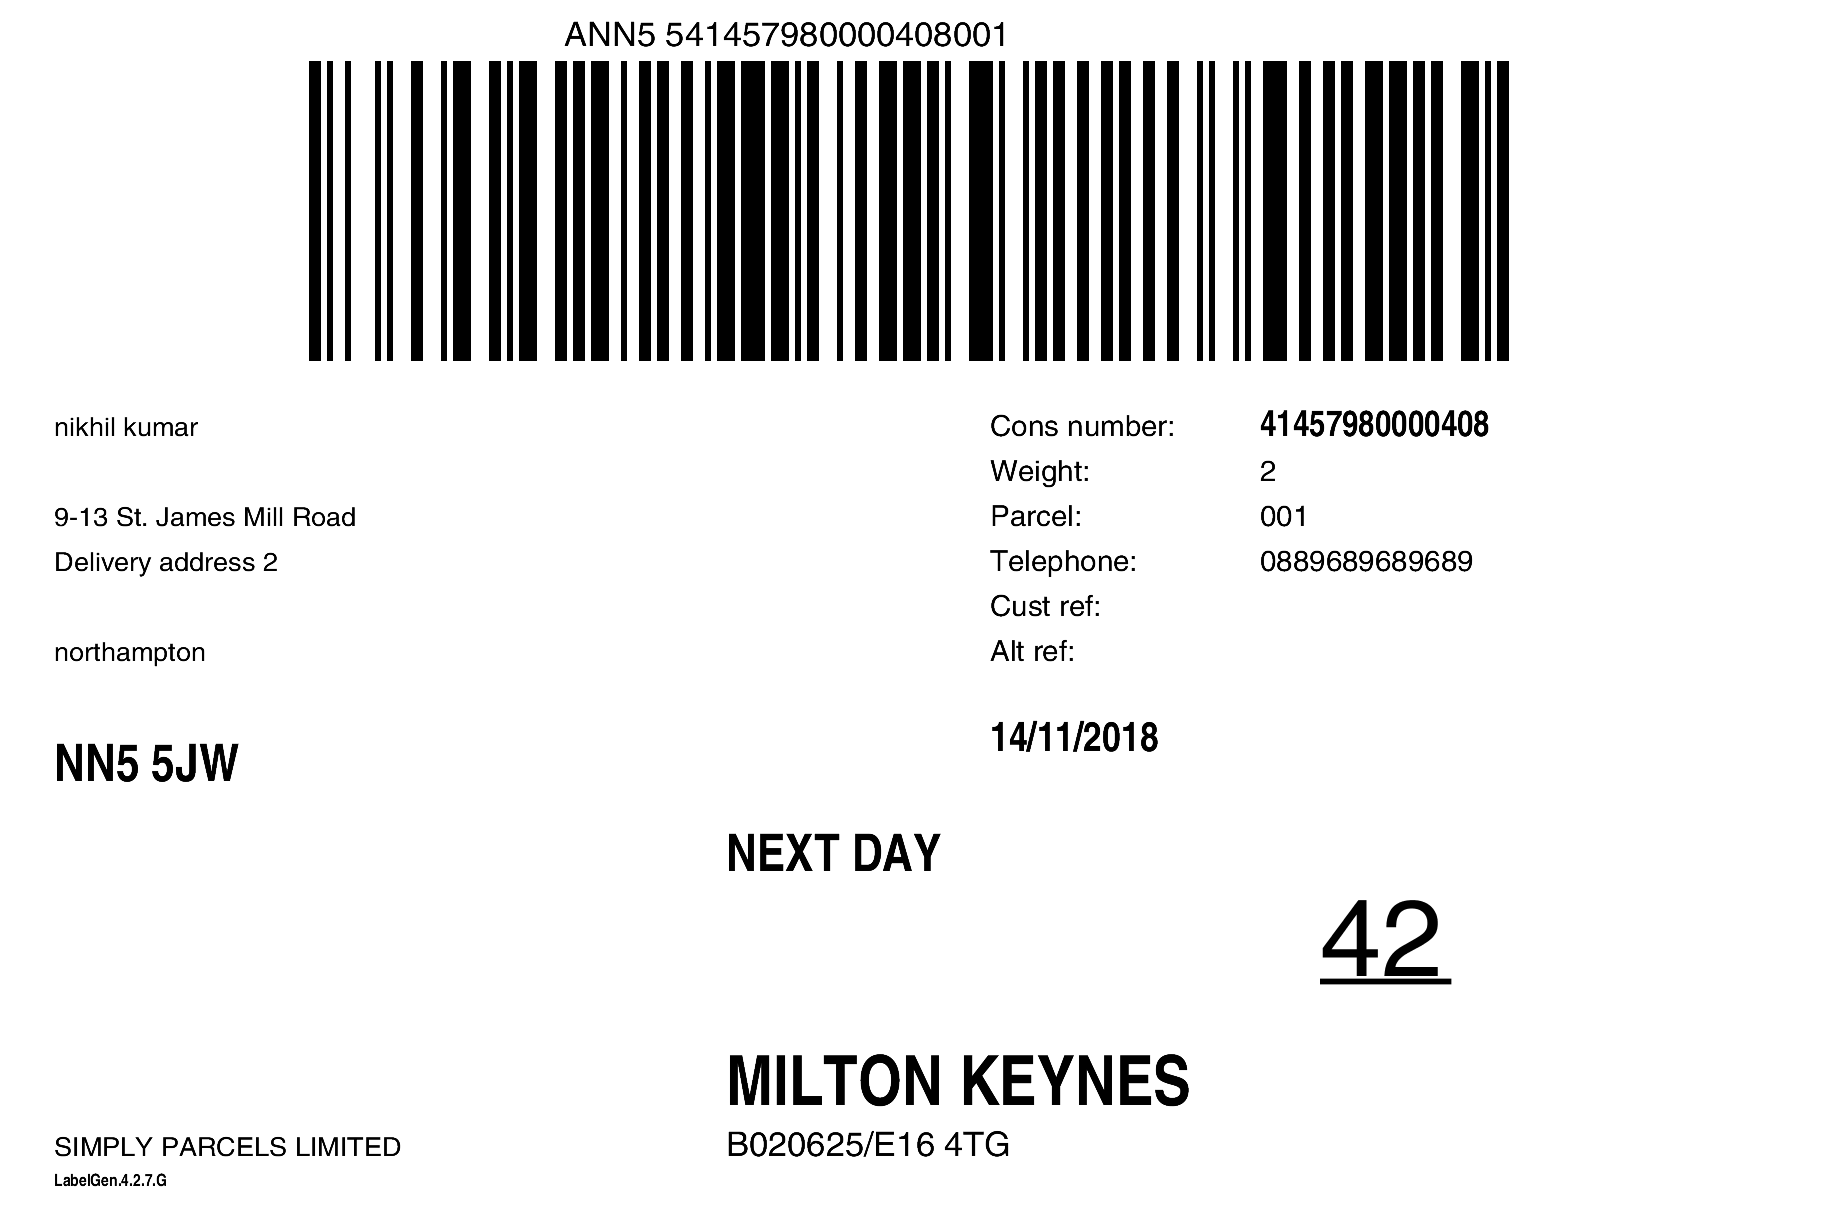 ANN5 541457980000408001
nikhil kumar
9-13 St. James Mill Road
Delivery address 2
northampton
NN5 5JW
Cons number: 41457980000408
Weight: 2
Parcel: 001
Telephone: 0889689689689
Cust ref:
Alt ref:
14/11/2018
NEXT DAY
42
MILTON KEYNES
B020625/E16 4TG
SIMPLY PARCELS LIMITED
LabelGen.4.2.7.G